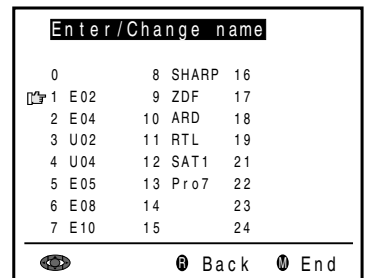 Enter/Change name
0 8 SHARP 16
1 E02 9 ZDF 17
2 E04 10 ARD 18
3 U02 11 RTL 19
4 U04 12 SAT1 21
5 E05 13 Pro7 22
6 E08 14 23
7 E10 15 24
R Back M End